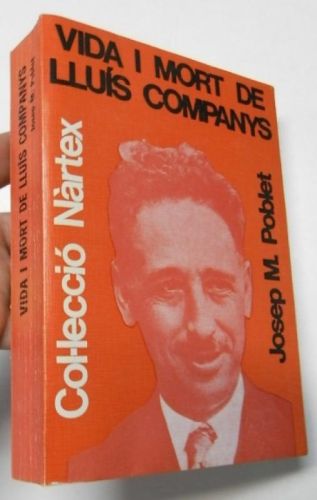 VIDA I MORT DE
LLUÍS COMPANYS
Col·lecció Nàrtex
Josep M. Poblet
VIDA I MORT DE LLUÍS COMPANYS
Josep M. Poblet